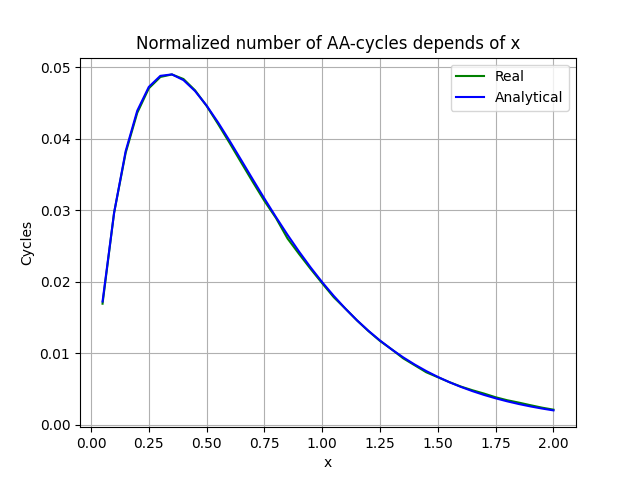 Normalized number of AA-cycles depends of x
Real
Analytical
0.05
0.04
0.03
0.02
0.01
0.00
Cycles
0.00 0.25 0.50 0.75 1.00 1.25 1.50 1.75 2.00
x